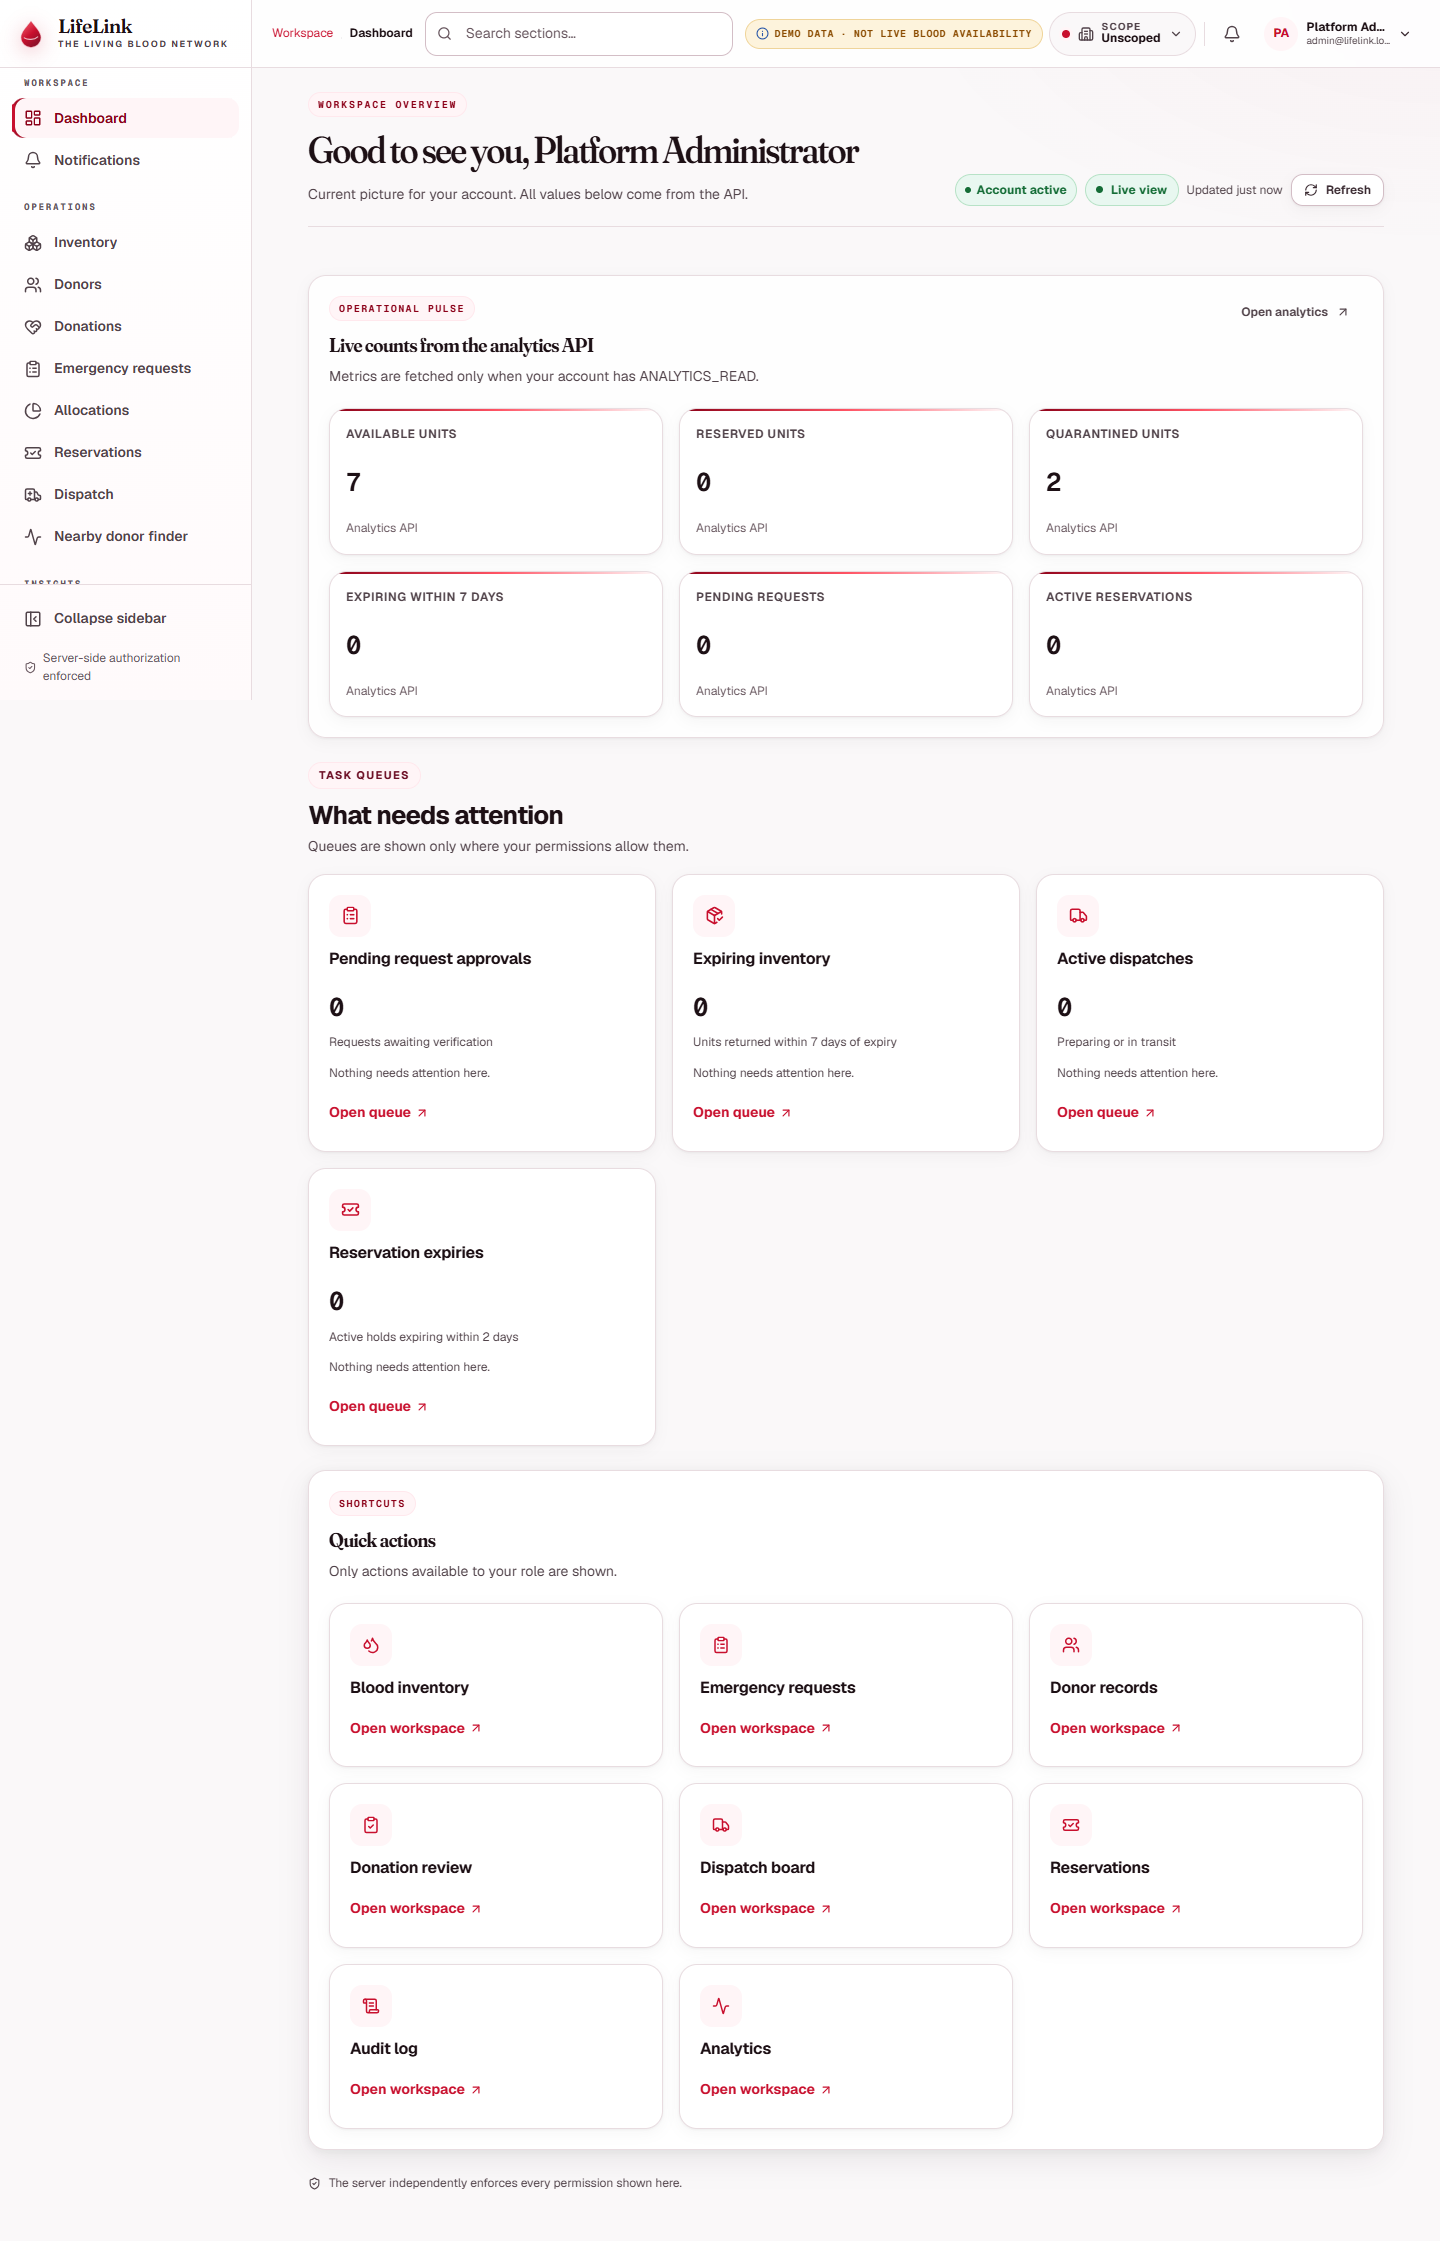 LifeLink
THE LIVING BLOOD NETWORK
Workspace
Dashboard
Search sections...
DEMO DATA · NOT LIVE BLOOD AVAILABILITY
SCOPE
Unscoped
PA
Platform Ad...
admin@lifelink.lo...
WORKSPACE
Dashboard
Notifications
OPERATIONS
Inventory
Donors
Donations
Emergency requests
Allocations
Reservations
Dispatch
Nearby donor finder
INSIGHTS
Collapse sidebar
Server-side authorization
enforced
WORKSPACE OVERVIEW
Good to see you, Platform Administrator
Current picture for your account. All values below come from the API.
Account active
Live view
Updated just now
Refresh
OPERATIONAL PULSE
Open analytics
Live counts from the analytics API
Metrics are fetched only when your account has ANALYTICS_READ.
AVAILABLE UNITS
7
Analytics API
RESERVED UNITS
0
Analytics API
QUARANTINED UNITS
2
Analytics API
EXPIRING WITHIN 7 DAYS
0
Analytics API
PENDING REQUESTS
0
Analytics API
ACTIVE RESERVATIONS
0
Analytics API
TASK QUEUES
What needs attention
Queues are shown only where your permissions allow them.
Pending request approvals
0
Requests awaiting verification
Nothing needs attention here.
Open queue
Expiring inventory
0
Units returned within 7 days of expiry
Nothing needs attention here.
Open queue
Active dispatches
0
Preparing or in transit
Nothing needs attention here.
Open queue
Reservation expiries
0
Active holds expiring within 2 days
Nothing needs attention here.
Open queue
SHORTCUTS
Quick actions
Only actions available to your role are shown.
Blood inventory
Open workspace
Emergency requests
Open workspace
Donor records
Open workspace
Donation review
Open workspace
Dispatch board
Open workspace
Reservations
Open workspace
Audit log
Open workspace
Analytics
Open workspace
The server independently enforces every permission shown here.